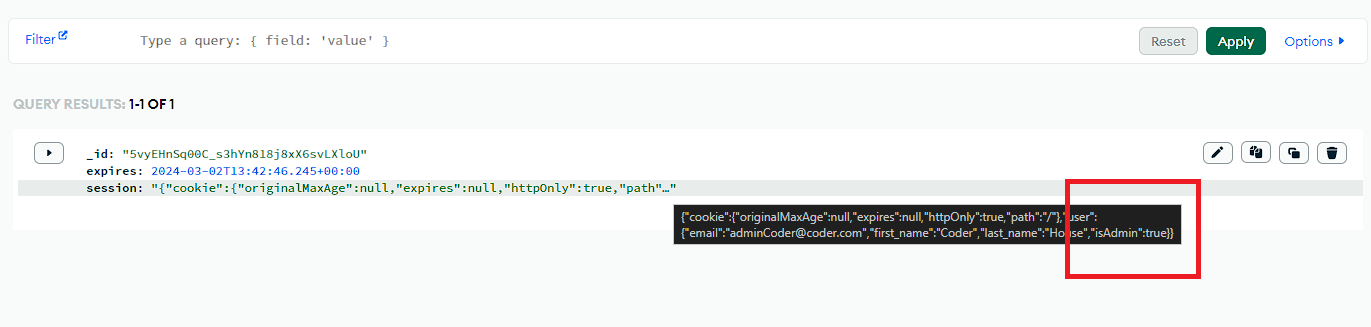 Filter
Type a query: { field: 'value' }
Reset
Apply
Options
QUERY RESULTS: 1-1 OF 1
_id: "5vyEHnSq00C_s3hYn8l8j8xX6svLXloU"
expires: 2024-03-02T13:42:46.245+00:00
session: "{"cookie":{"originalMaxAge":null,"expires":null,"httpOnly":true,"path"…"
{"cookie":{"originalMaxAge":null,"expires":null,"httpOnly":true,"path":"/"},"user":
{"email":"adminCoder@coder.com","first_name":"Coder","last_name":"House","isAdmin":true}}